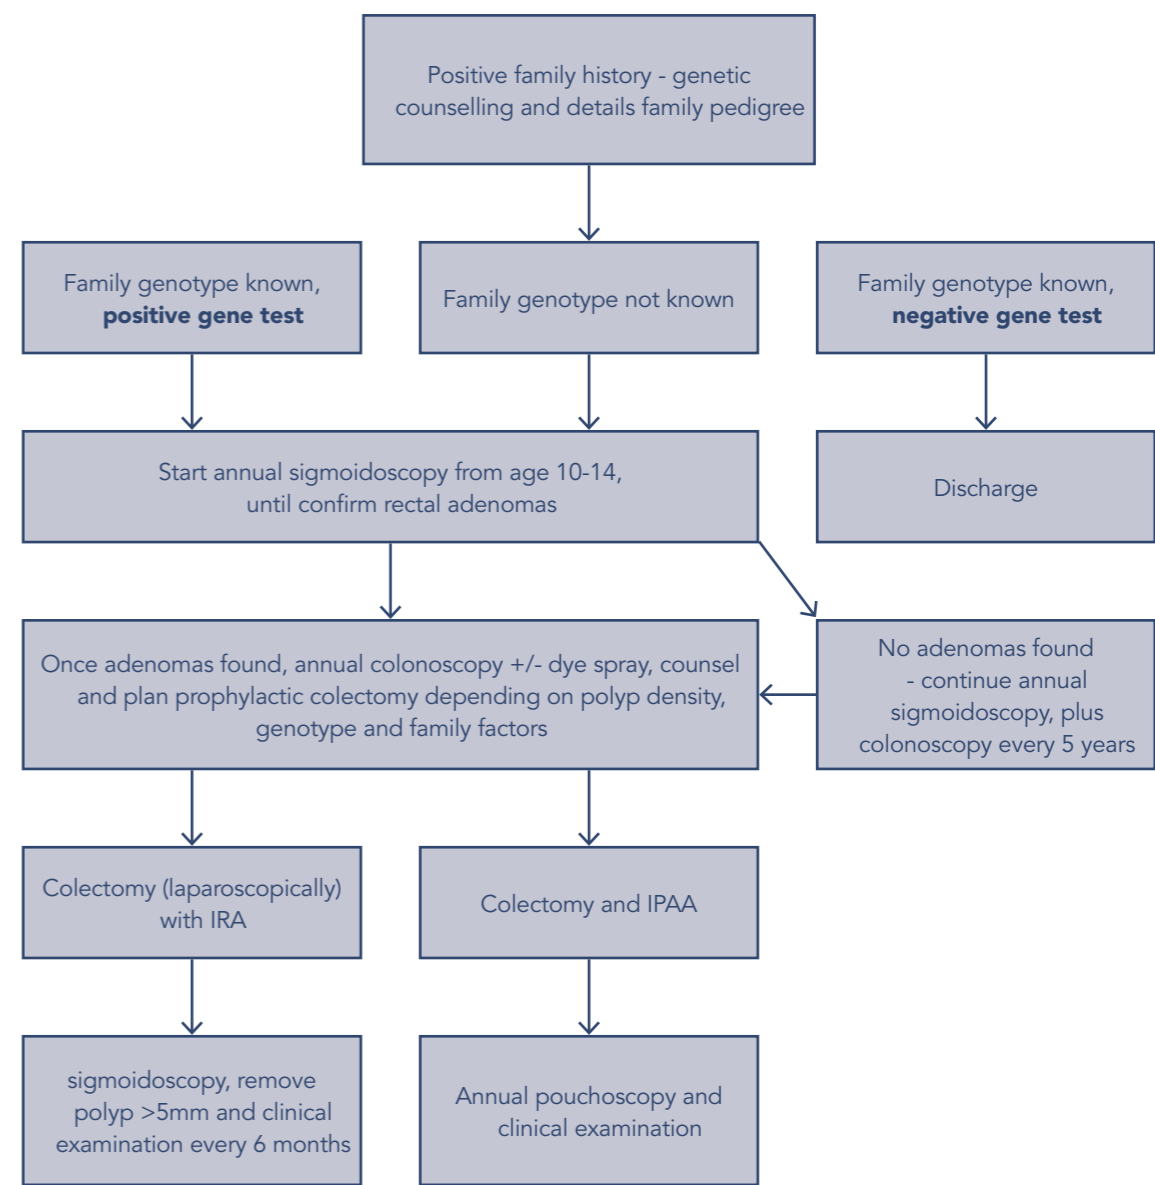 Positive family history - genetic
counselling and details family pedigree
Family genotype known,
positive gene test
Family genotype not known
Family genotype known,
negative gene test
Start annual sigmoidoscopy from age 10-14,
until confirm rectal adenomas
Discharge
Once adenomas found, annual colonoscopy +/- dye spray, counsel
and plan prophylactic colectomy depending on polyp density,
genotype and family factors
No adenomas found
- continue annual
sigmoidoscopy, plus
colonoscopy every 5 years
Colectomy (laparoscopically)
with IRA
Colectomy and IPAA
sigmoidoscopy, remove
polyp >5mm and clinical
examination every 6 months
Annual pouchoscopy and
clinical examination